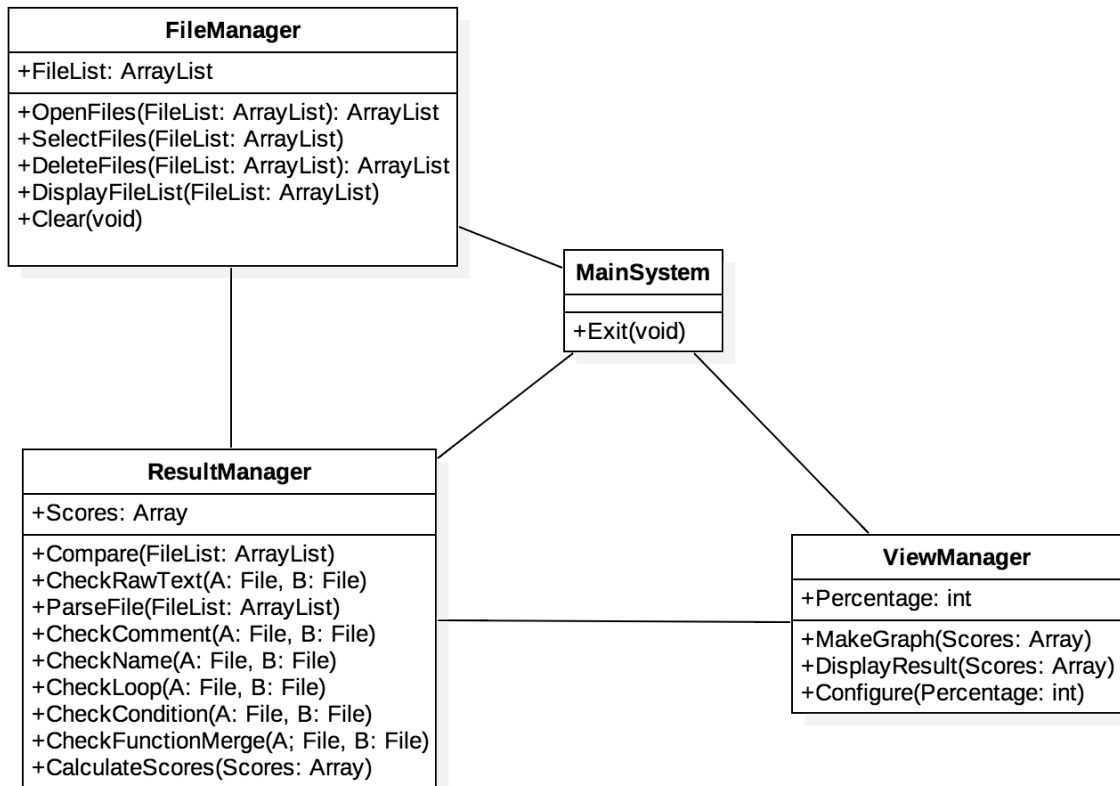 FileManager
+FileList: ArrayList
+OpenFiles(FileList: ArrayList): ArrayList
+SelectFiles(FileList: ArrayList)
+DeleteFiles(FileList: ArrayList): ArrayList
+DisplayFileList(FileList: ArrayList)
+Clear(void)
MainSystem
+Exit(void)
ResultManager
+Scores: Array
+Compare(FileList: ArrayList)
+CheckRawText(A: File, B: File)
+ParseFile(FileList: ArrayList)
+CheckComment(A: File, B: File)
+CheckName(A: File, B: File)
+CheckLoop(A: File, B: File)
+CheckCondition(A: File, B: File)
+CheckFunctionMerge(A; File, B: File)
+CalculateScores(Scores: Array)
ViewManager
+Percentage: int
+MakeGraph(Scores: Array)
+DisplayResult(Scores: Array)
+Configure(Percentage: int)